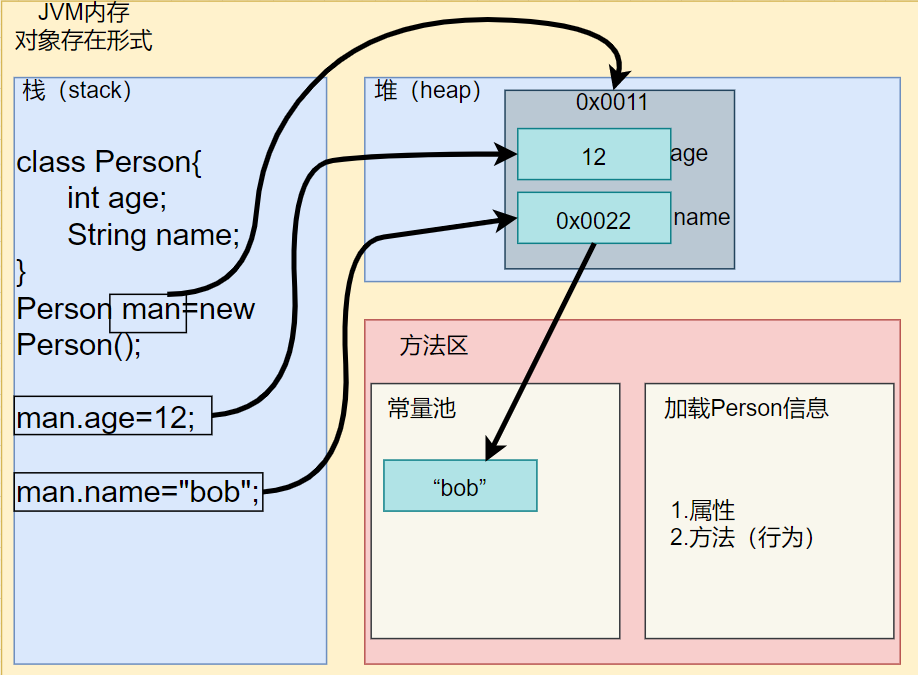 JVM内存
对象存在形式
栈（stack）
class Person{
int age;
String name;
}
Person man=new
Person();
man.age=12;
man.name="bob";
堆（heap）
0x0011
12
age
0x0022
name
方法区
常量池
“bob”
加载Person信息
1.属性
2.方法（行为）